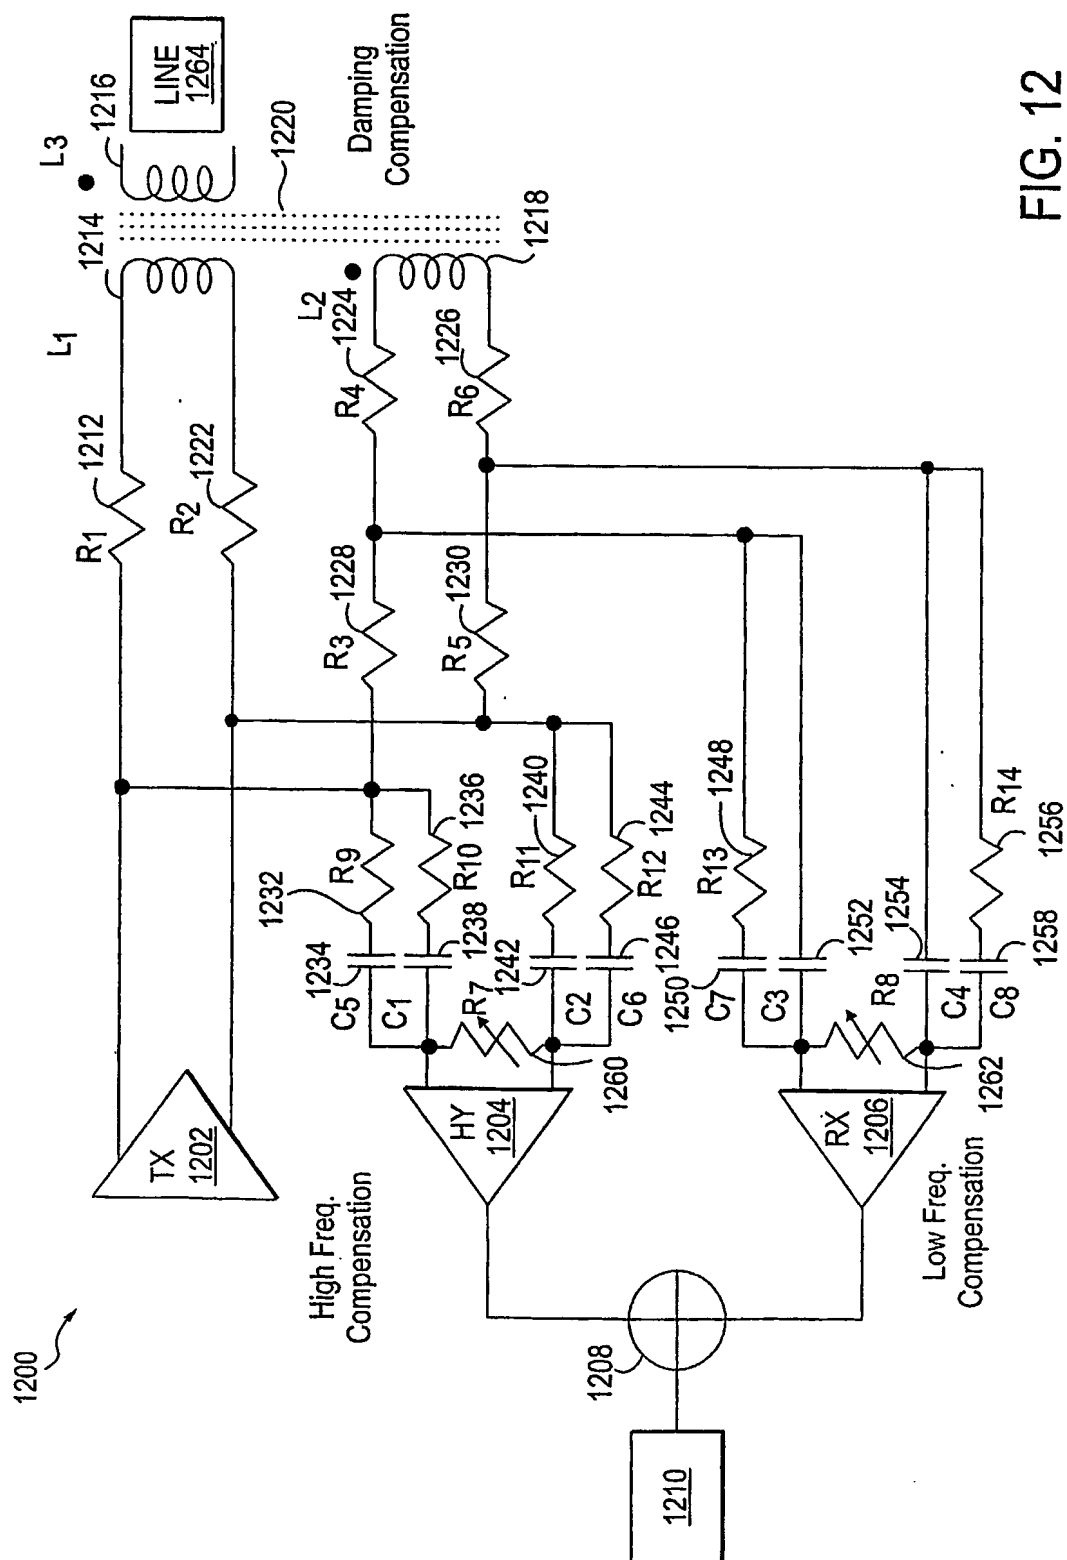 1200
TX
1202
R1
1212
L1
1214
L3
1216
LINE
1264
R2
1222
1220
Damping
Compensation
L2
1224
R4
1226
R6
1218
R3
1228
R5
1230
High Freq.
Compensation
1232
R9
1234
C5
R10
1236
C1
1238
R7
1242
R11
1240
C2
R12
1244
C6
1246
HY
1204
1260
1208
1210
R13
1248
1250
C7
C3
1252
R8
1254
C4
C8
R14
1256
1258
RX
1206
1262
Low Freq.
Compensation
FIG. 12